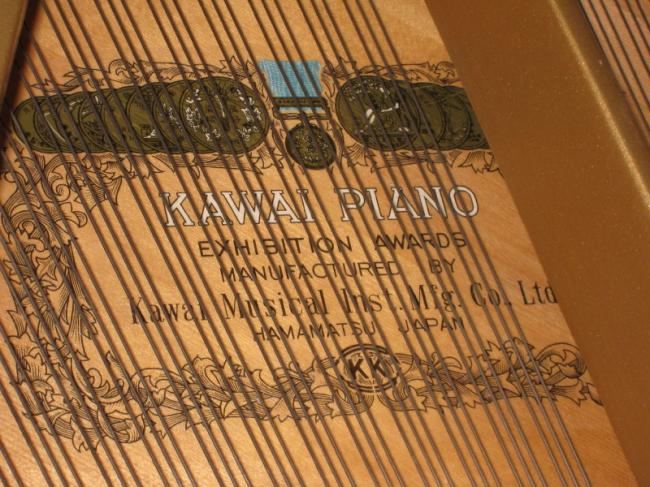 KAWAI PIANO
EXHIBITION AWARDS
MANUFACTURED BY
Kawai Musical Inst. Mfg. Co., Ltd
HAMAMATSU JAPAN
KK